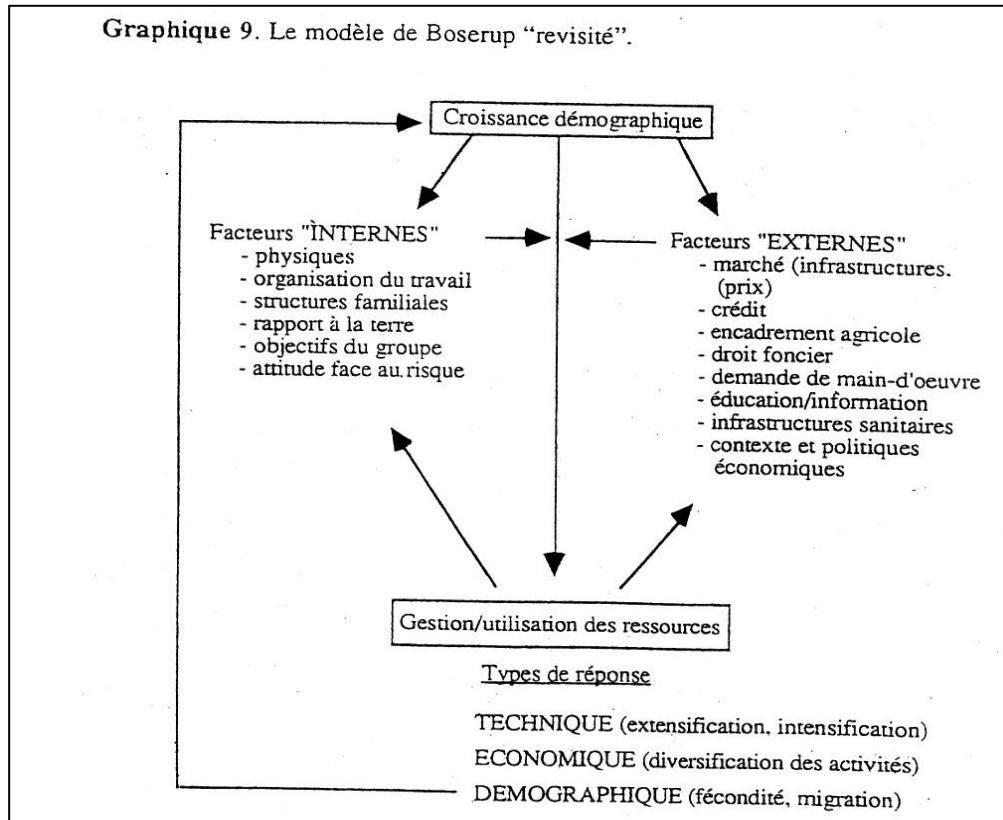 Graphique 9. Le modèle de Boserup “revisité”.
Croissance démographique
Facteurs "ÌNTERNES"
- physiques
- organisation du travail
- structures familiales
- rapport à la terre
- objectifs du groupe
- attitude face au risque
Facteurs "EXTERNES"
- marché (infrastructures.
(prix)
- crédit
- encadrement agricole
- droit foncier
- demande de main-d'oeuvre
- éducation/information
- infrastructures sanitaires
- contexte et politiques
économiques
Gestion/utilisation des ressources
Types de réponse
TECHNIQUE (extensification, intensification)
ECONOMIQUE (diversification des activités)
DEMOGRAPHIQUE (fécondité, migration)